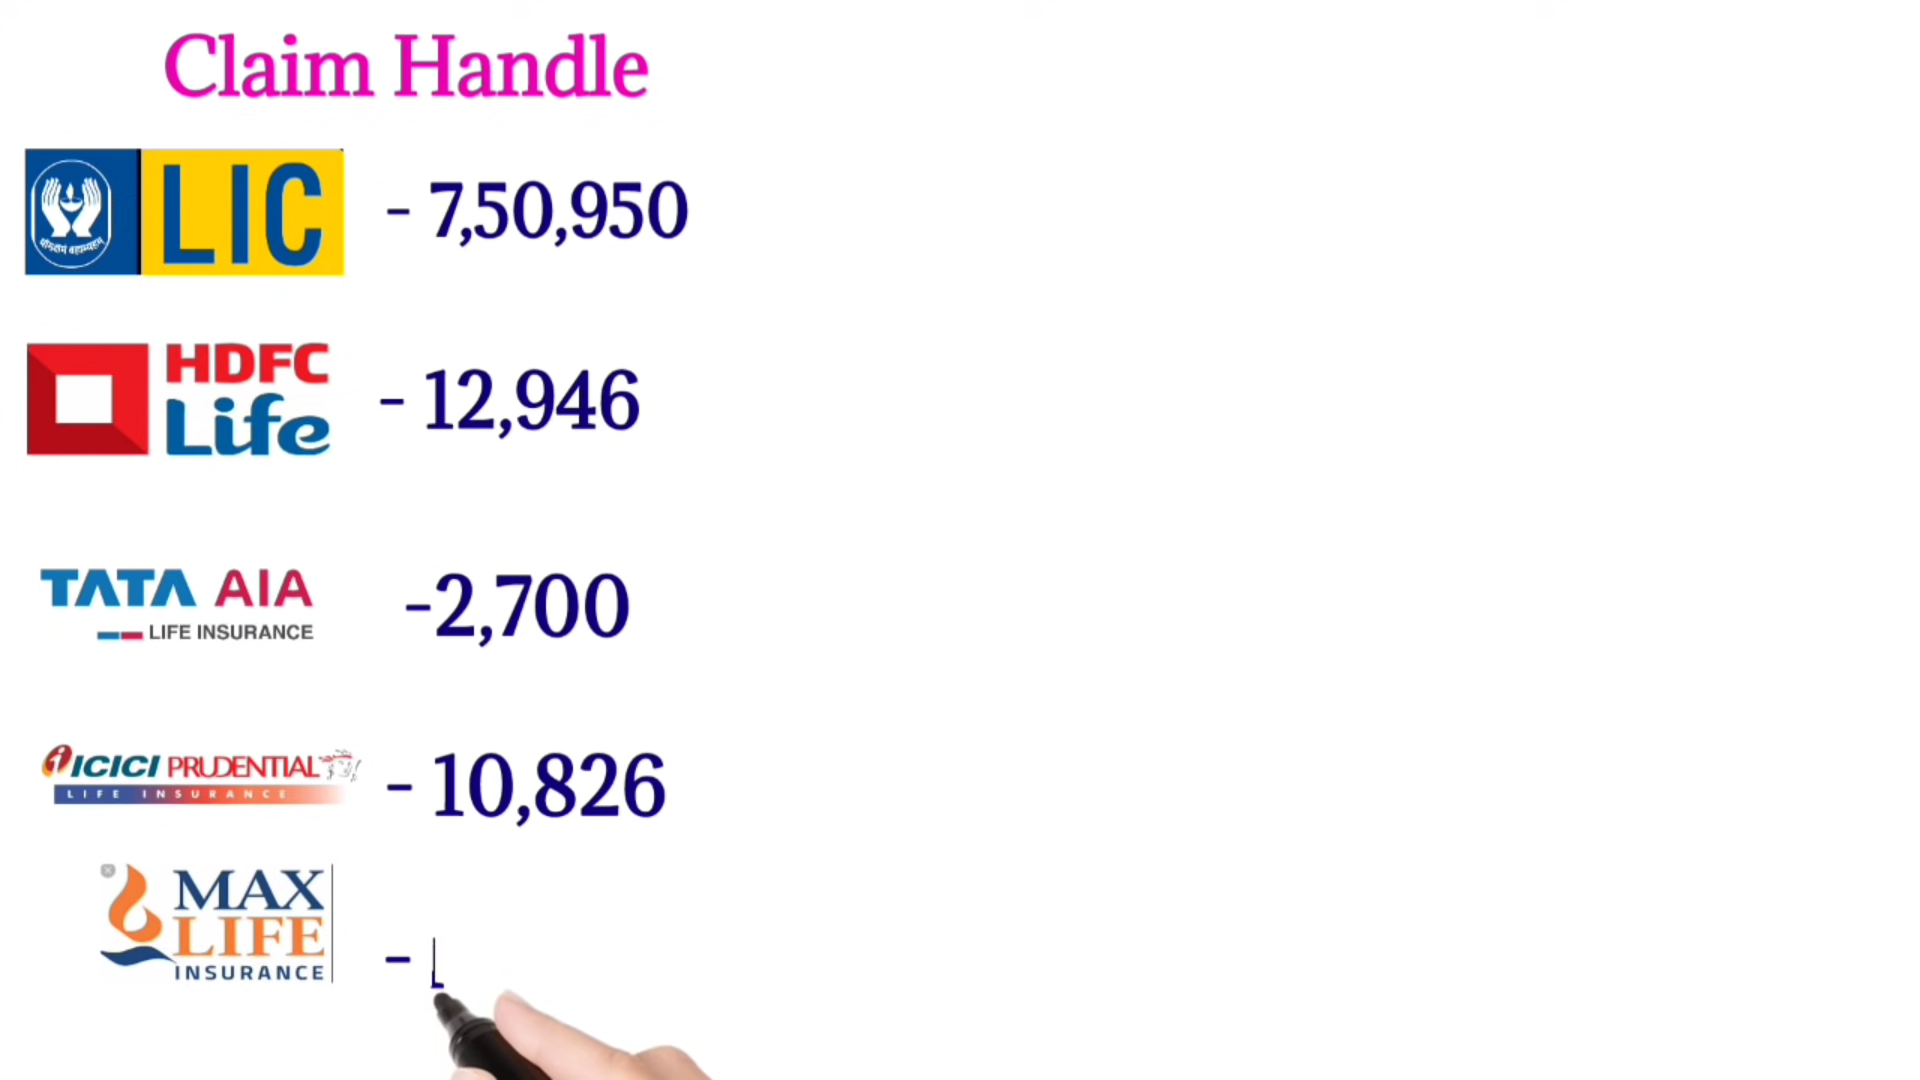 Claim Handle
LIC - 7,50,950
HDFC
Life - 12,946
TATA AIA
LIFE INSURANCE -2,700
ICICI PRUDENTIAL
LIFE INSURANCE - 10,826
MAX
LIFE
INSURANCE -